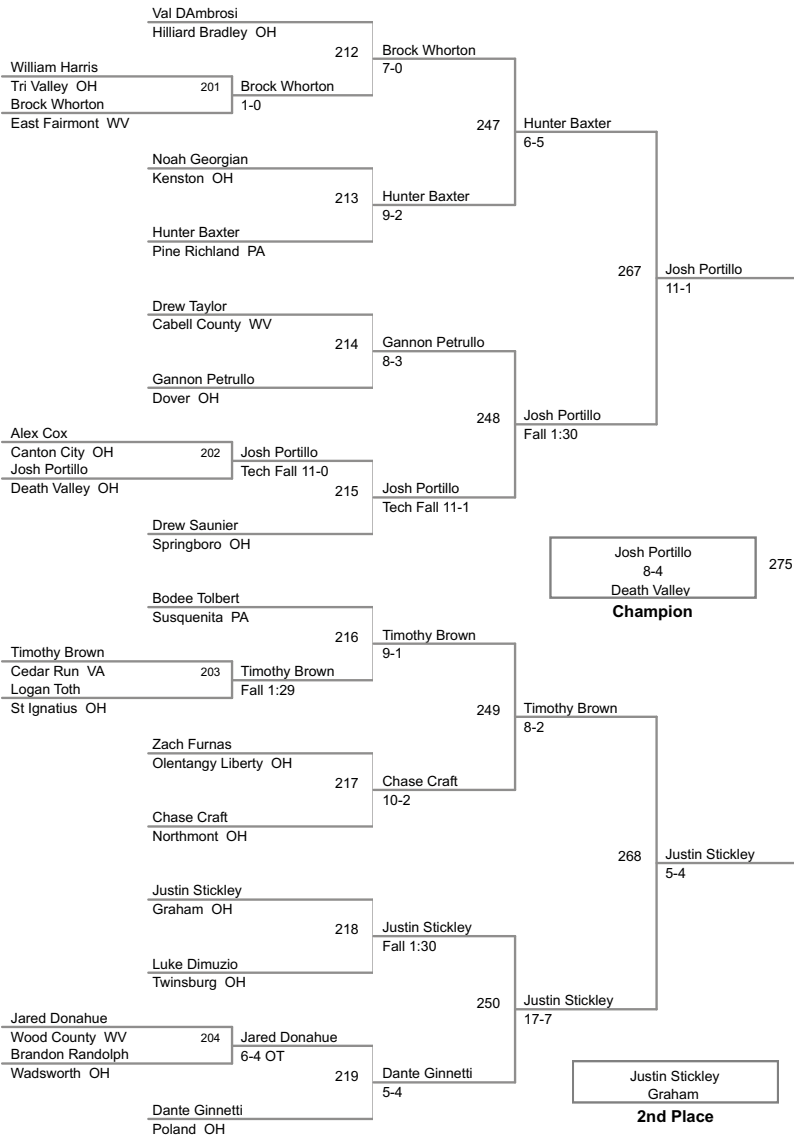 Val DAmbrosi
Hilliard Bradley OH
212
Brock Whorton
7-0
William Harris
Tri Valley OH
201
Brock Whorton
1-0
Brock Whorton
East Fairmont WV
247
Hunter Baxter
6-5
Noah Georgian
Kenston OH
213
Hunter Baxter
9-2
Hunter Baxter
Pine Richland PA
267
Josh Portillo
11-1
Drew Taylor
Cabell County WV
214
Gannon Petrullo
8-3
Gannon Petrullo
Dover OH
248
Josh Portillo
Fall 1:30
Alex Cox
Canton City OH
202
Josh Portillo
Tech Fall 11-0
Josh Portillo
Death Valley OH
215
Josh Portillo
Tech Fall 11-1
Drew Saunier
Springboro OH
Josh Portillo
8-4
Death Valley
275
Champion
Bodee Tolbert
Susquenita PA
216
Timothy Brown
9-1
Timothy Brown
Cedar Run VA
203
Timothy Brown
Fall 1:29
Logan Toth
St Ignatius OH
249
Timothy Brown
8-2
Zach Furnas
Olentangy Liberty OH
217
Chase Craft
10-2
Chase Craft
Northmont OH
268
Justin Stickley
5-4
Justin Stickley
Graham OH
218
Justin Stickley
Fall 1:30
Luke Dimuzio
Twinsburg OH
250
Justin Stickley
17-7
Jared Donahue
Wood County WV
204
Jared Donahue
6-4 OT
Brandon Randolph
Wadsworth OH
219
Dante Ginnetti
5-4
Dante Ginnetti
Poland OH
Justin Stickley
Graham
2nd Place